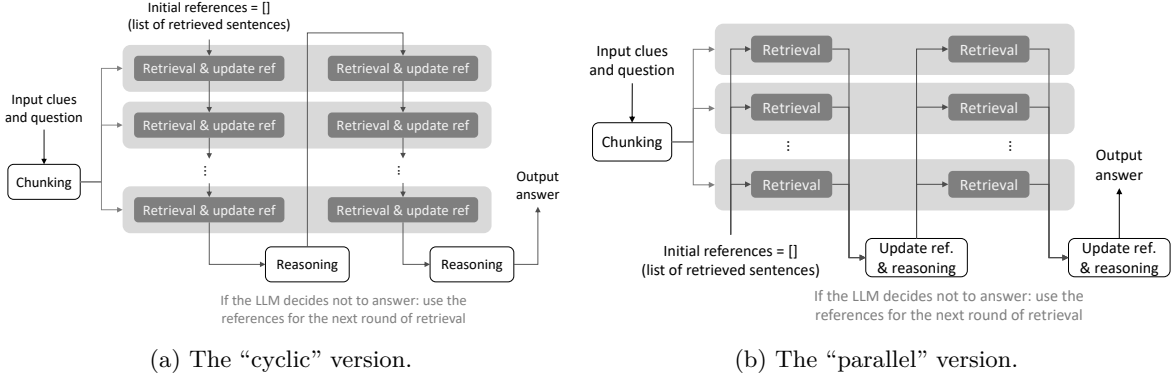 Initial references = []
(list of retrieved sentences)
Retrieval & update ref
Retrieval & update ref
Input clues
and question
Retrieval & update ref
Retrieval & update ref
Chunking
...
...
Output
answer
Retrieval & update ref
Retrieval & update ref
Reasoning
Reasoning
If the LLM decides not to answer: use the
references for the next round of retrieval
(a) The “cyclic” version.
Input clues
and question
Retrieval
Retrieval
Retrieval
Retrieval
Chunking
...
...
Output
answer
Retrieval
Retrieval
Initial references = []
(list of retrieved sentences)
Update ref.
& reasoning
Update ref.
& reasoning
If the LLM decides not to answer: use the
references for the next round of retrieval
(b) The “parallel” version.